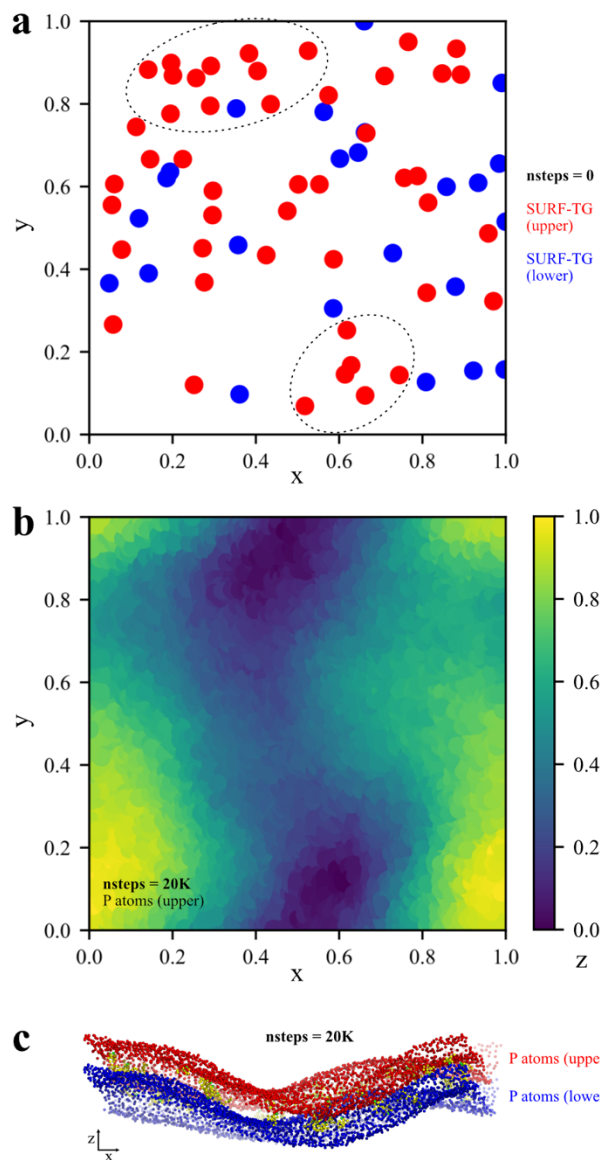 a
1.0
0.8
0.6
0.4
0.2
0.0
y
0.0 0.2 0.4 0.6 0.8 1.0
x
nsteps = 0
SURF-TG
(upper)
SURF-TG
(lower)
b
1.0
0.8
0.6
0.4
0.2
0.0
y
nsteps = 20K
P atoms (upper)
0.0 0.2 0.4 0.6 0.8 1.0
x
1.0
0.8
0.6
0.4
0.2
0.0
z
c
nsteps = 20K
P atoms (uppe
P atoms (lowe
z
x